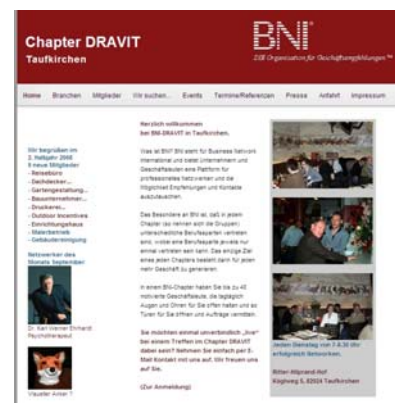 Chapter DRAVIT
Taufkirchen
BNI®
DIE Organisation für Geschäftsempfehlungen™
Home Branchen Mitglieder Wir suchen... Events Termine/Referenzen Presse Anfahrt Impressum
Wir begrüßen im
2. Halbjahr 2008
8 neue Mitglieder
- Reisebüro
- Dachdecker...
- Gartengestaltung...
- Bauunternehmer...
- Druckerei...
- Outdoor Incentives
- Einrichtungshaus
- Malerbetrieb
- Gebäudereinigung
Netzwerker des
Monats September
Dr. Karl Werner Ehrhardt
Psychotherapeut
Visueller Anker ?
Herzlich willkommen
bei BNI-DRAVIT in Taufkirchen.
Was ist BNI? BNI steht für Business Network
International und bietet Unternehmern und
Geschäftsleuten eine Plattform für
professionelles Netzwerken und die
Möglichkeit Empfehlungen und Kontakte
auszutauschen.
Das Besondere an BNI ist, daß in jedem
Chapter (so nennen sich die Gruppen)
unterschiedliche Berufssparten vertreten
sind, wobei eine Berufssparte jeweils nur
einmal vertreten sein kann. Das einzige Ziel
eines jeden Chapters besteht darin für jeden
mehr Geschäft zu generieren.
In einem BNI-Chapter haben Sie bis zu 40
motivierte Geschäftsleute, die tagtäglich
Augen und Ohren für Sie offen halten und so
Türen für Sie öffnen und Aufträge vermitteln.
Sie möchten einmal unverbindlich „live“
bei einem Treffen im Chapter DRAVIT
dabei sein? Nehmen Sie einfach per E-
Mail Kontakt mit uns auf. Wir freuen uns
auf Sie.
(Zur Anmeldung)
Jeden Dienstag von 7-8.30 Uhr
erfolgreich Networken.
Ritter-Hilprand-Hof
Köglweg 5, 82024 Taufkirchen